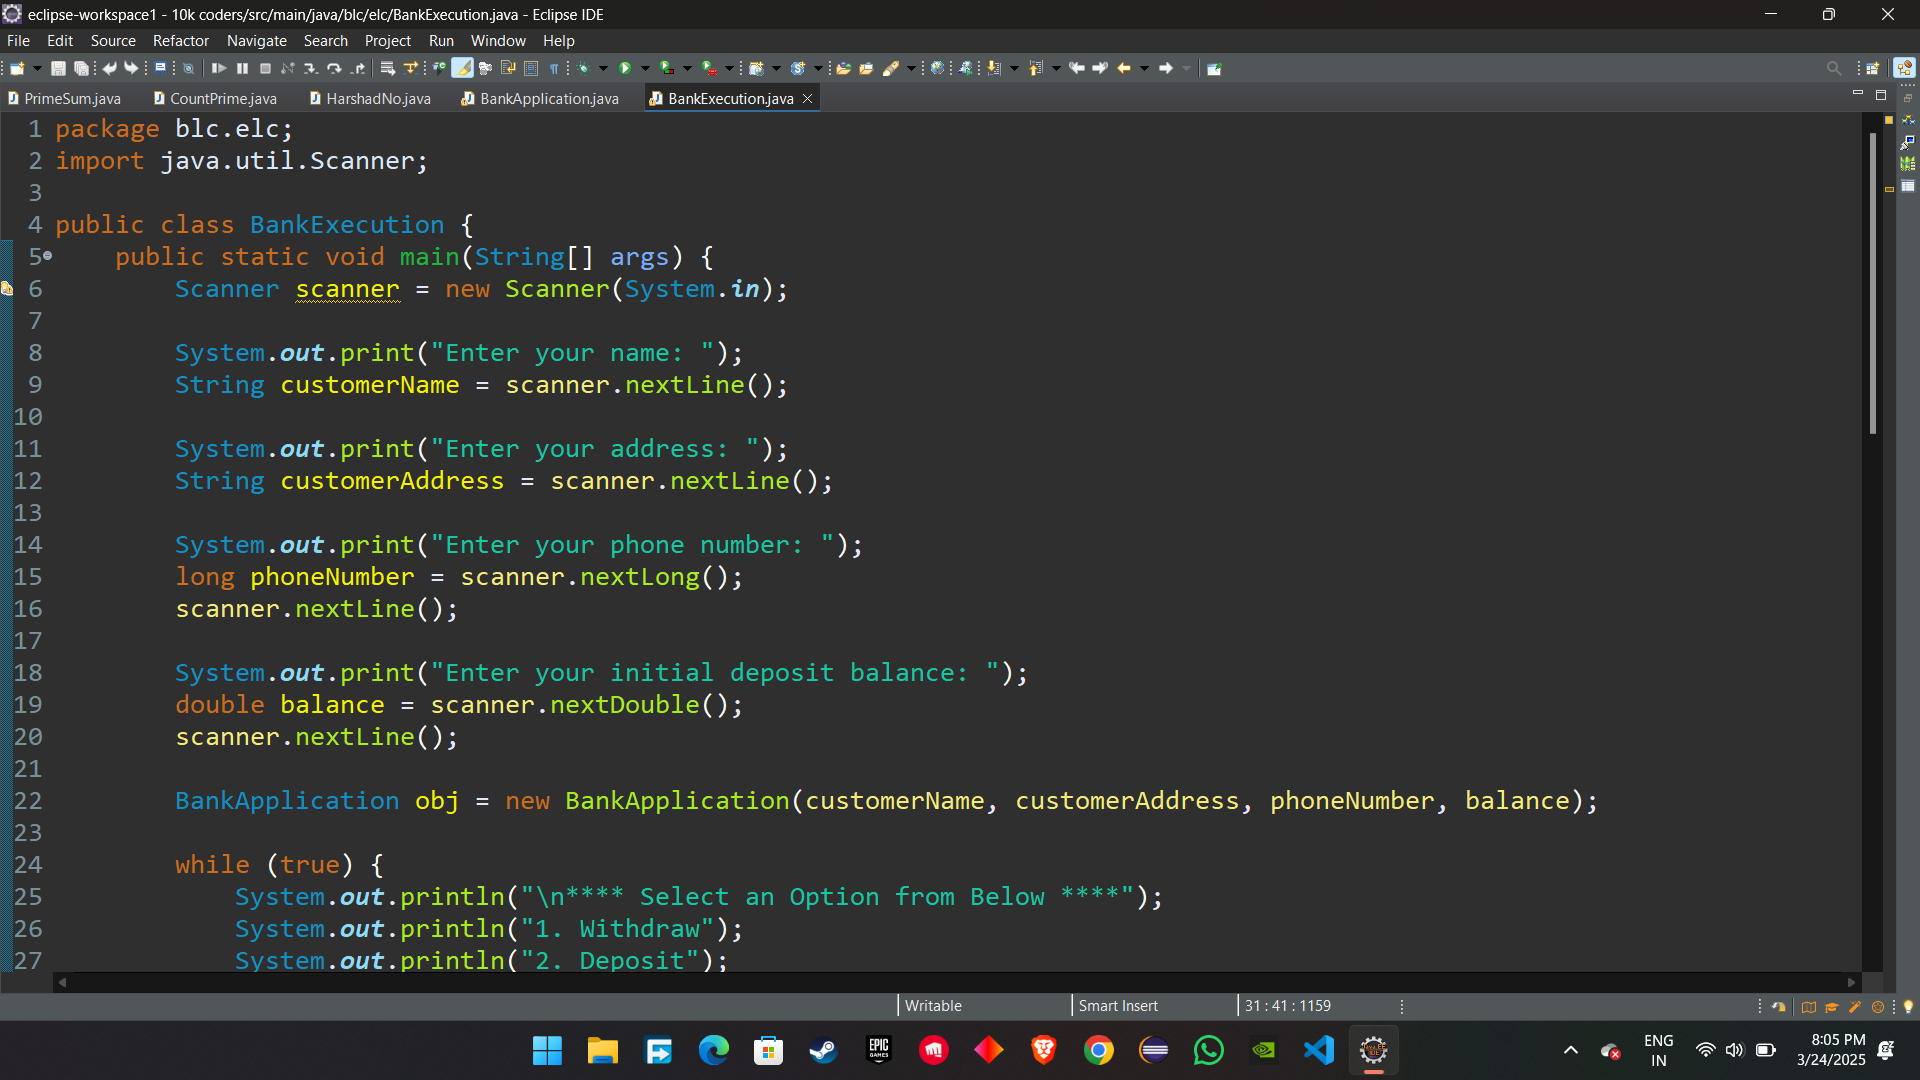 eclipse-workspace1 - 10k coders/src/main/java/blc/elc/BankExecution.java - Eclipse IDE
File Edit Source Refactor Navigate Search Project Run Window Help
PrimeSum.java CountPrime.java HarshadNo.java BankApplication.java BankExecution.java
1 package blc.elc;
2 import java.util.Scanner;
3
4 public class BankExecution {
5     public static void main(String[] args) {
6         Scanner scanner = new Scanner(System.in);
7
8         System.out.print("Enter your name: ");
9         String customerName = scanner.nextLine();
10
11         System.out.print("Enter your address: ");
12         String customerAddress = scanner.nextLine();
13
14         System.out.print("Enter your phone number: ");
15         long phoneNumber = scanner.nextLong();
16         scanner.nextLine();
17
18         System.out.print("Enter your initial deposit balance: ");
19         double balance = scanner.nextDouble();
20         scanner.nextLine();
21
22         BankApplication obj = new BankApplication(customerName, customerAddress, phoneNumber, balance);
23
24         while (true) {
25             System.out.println("\n**** Select an Option from Below ****");
26             System.out.println("1. Withdraw");
27             System.out.println("2. Deposit");
Writable Smart Insert 31 : 41 : 1159
EPIC GAMES
ENG
IN
8:05 PM
3/24/2025